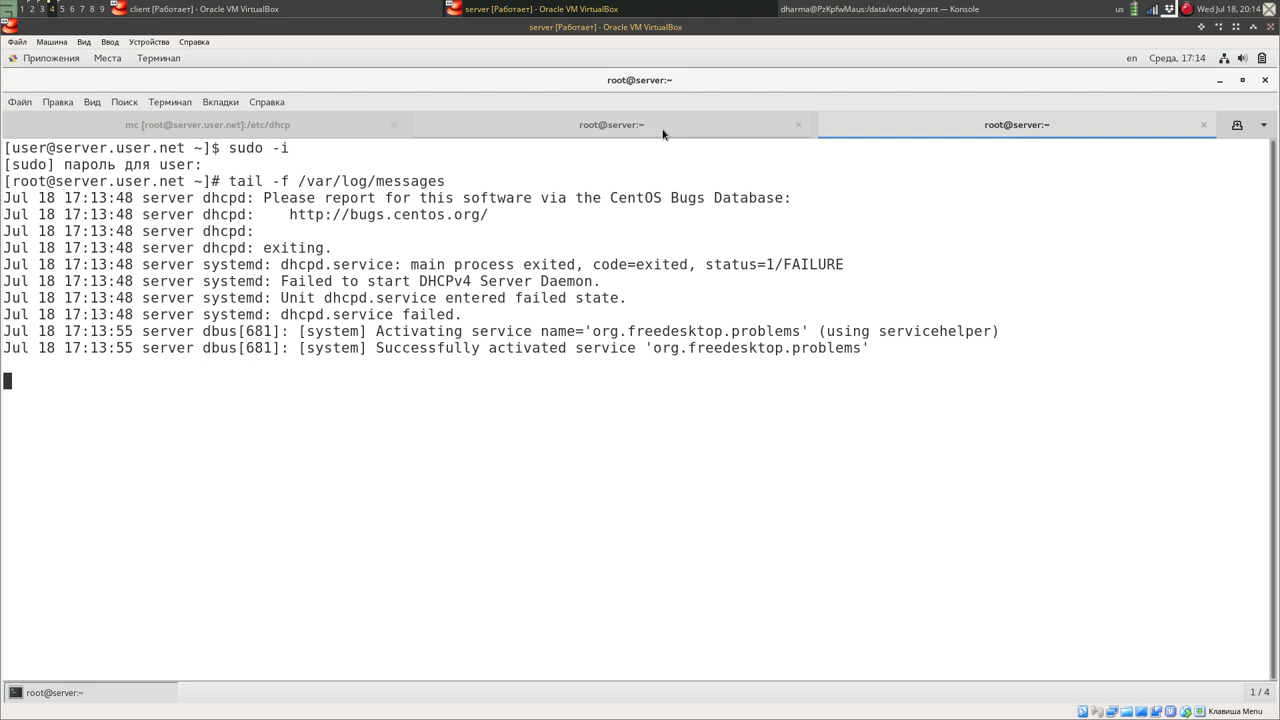 1 2 3 4 5 6 7 8 9 client [Работает] - Oracle VM VirtualBox server [Работает] - Oracle VM VirtualBox dharma@PzKpfwMaus:/data/work/vagrant — Konsole us Wed Jul 18, 20:14
server [Работает] - Oracle VM VirtualBox
Файл Машина Вид Ввод Устройства Справка
Приложения Места Терминал en Среда, 17:14
root@server:~
Файл Правка Вид Поиск Терминал Вкладки Справка
mc [root@server.user.net]:/etc/dhcp × root@server:~ × root@server:~ ×
[user@server.user.net ~]$ sudo -i
[sudo] пароль для user:
[root@server.user.net ~]# tail -f /var/log/messages
Jul 18 17:13:48 server dhcpd: Please report for this software via the CentOS Bugs Database:
Jul 18 17:13:48 server dhcpd:    http://bugs.centos.org/
Jul 18 17:13:48 server dhcpd:
Jul 18 17:13:48 server dhcpd: exiting.
Jul 18 17:13:48 server systemd: dhcpd.service: main process exited, code=exited, status=1/FAILURE
Jul 18 17:13:48 server systemd: Failed to start DHCPv4 Server Daemon.
Jul 18 17:13:48 server systemd: Unit dhcpd.service entered failed state.
Jul 18 17:13:48 server systemd: dhcpd.service failed.
Jul 18 17:13:55 server dbus[681]: [system] Activating service name='org.freedesktop.problems' (using servicehelper)
Jul 18 17:13:55 server dbus[681]: [system] Successfully activated service 'org.freedesktop.problems'
root@server:~ 1 / 4
Клавиша Menu